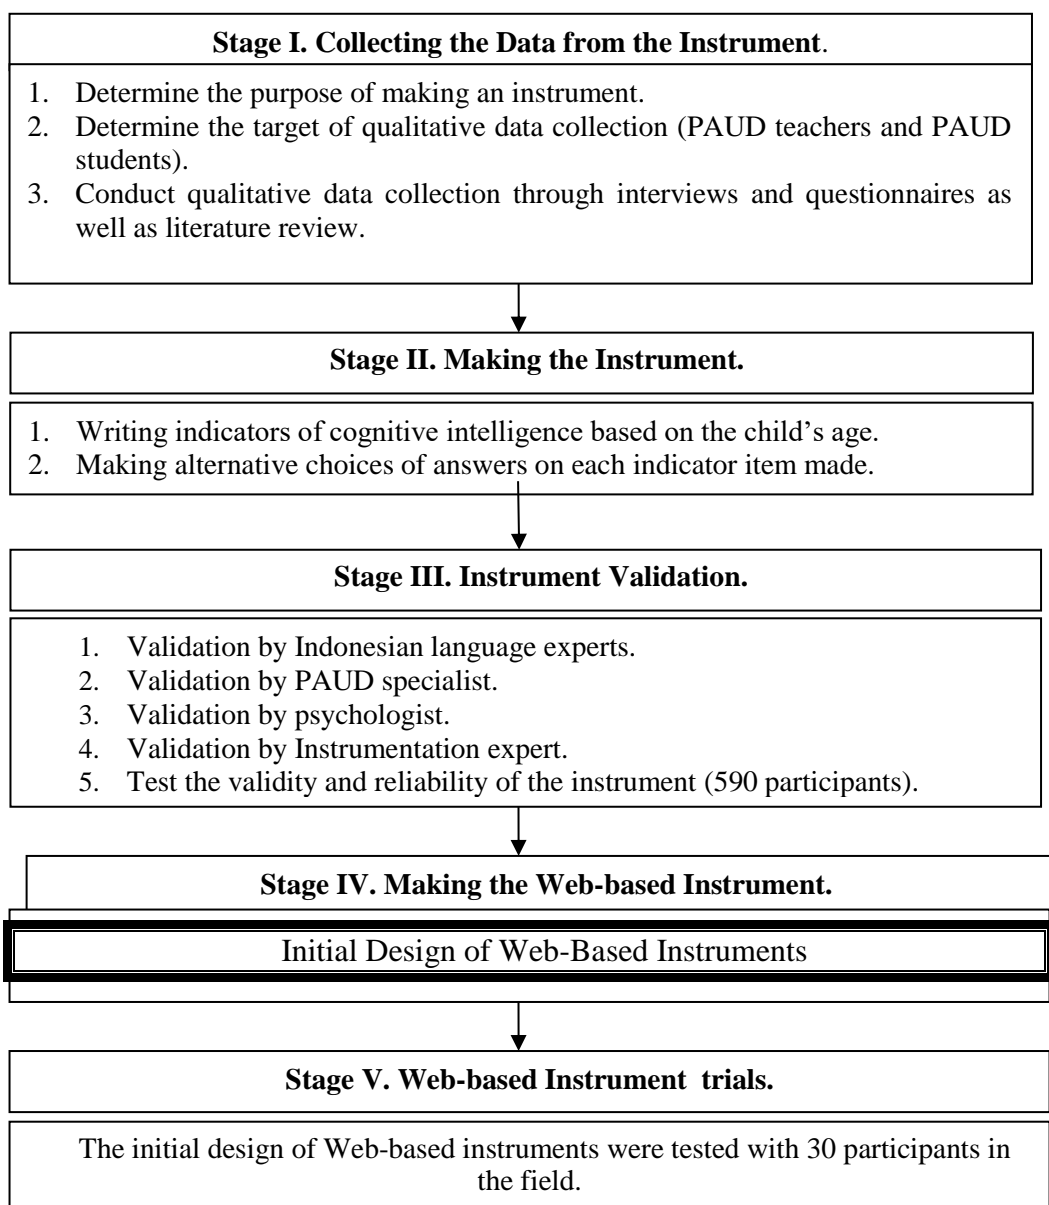 Stage I. Collecting the Data from the Instrument.
1. Determine the purpose of making an instrument.
2. Determine the target of qualitative data collection (PAUD teachers and PAUD
students).
3. Conduct qualitative data collection through interviews and questionnaires as
well as literature review.
Stage II. Making the Instrument.
1. Writing indicators of cognitive intelligence based on the child’s age.
2. Making alternative choices of answers on each indicator item made.
Stage III. Instrument Validation.
1. Validation by Indonesian language experts.
2. Validation by PAUD specialist.
3. Validation by psychologist.
4. Validation by Instrumentation expert.
5. Test the validity and reliability of the instrument (590 participants).
Stage IV. Making the Web-based Instrument.
Initial Design of Web-Based Instruments
Stage V. Web-based Instrument trials.
The initial design of Web-based instruments were tested with 30 participants in
the field.